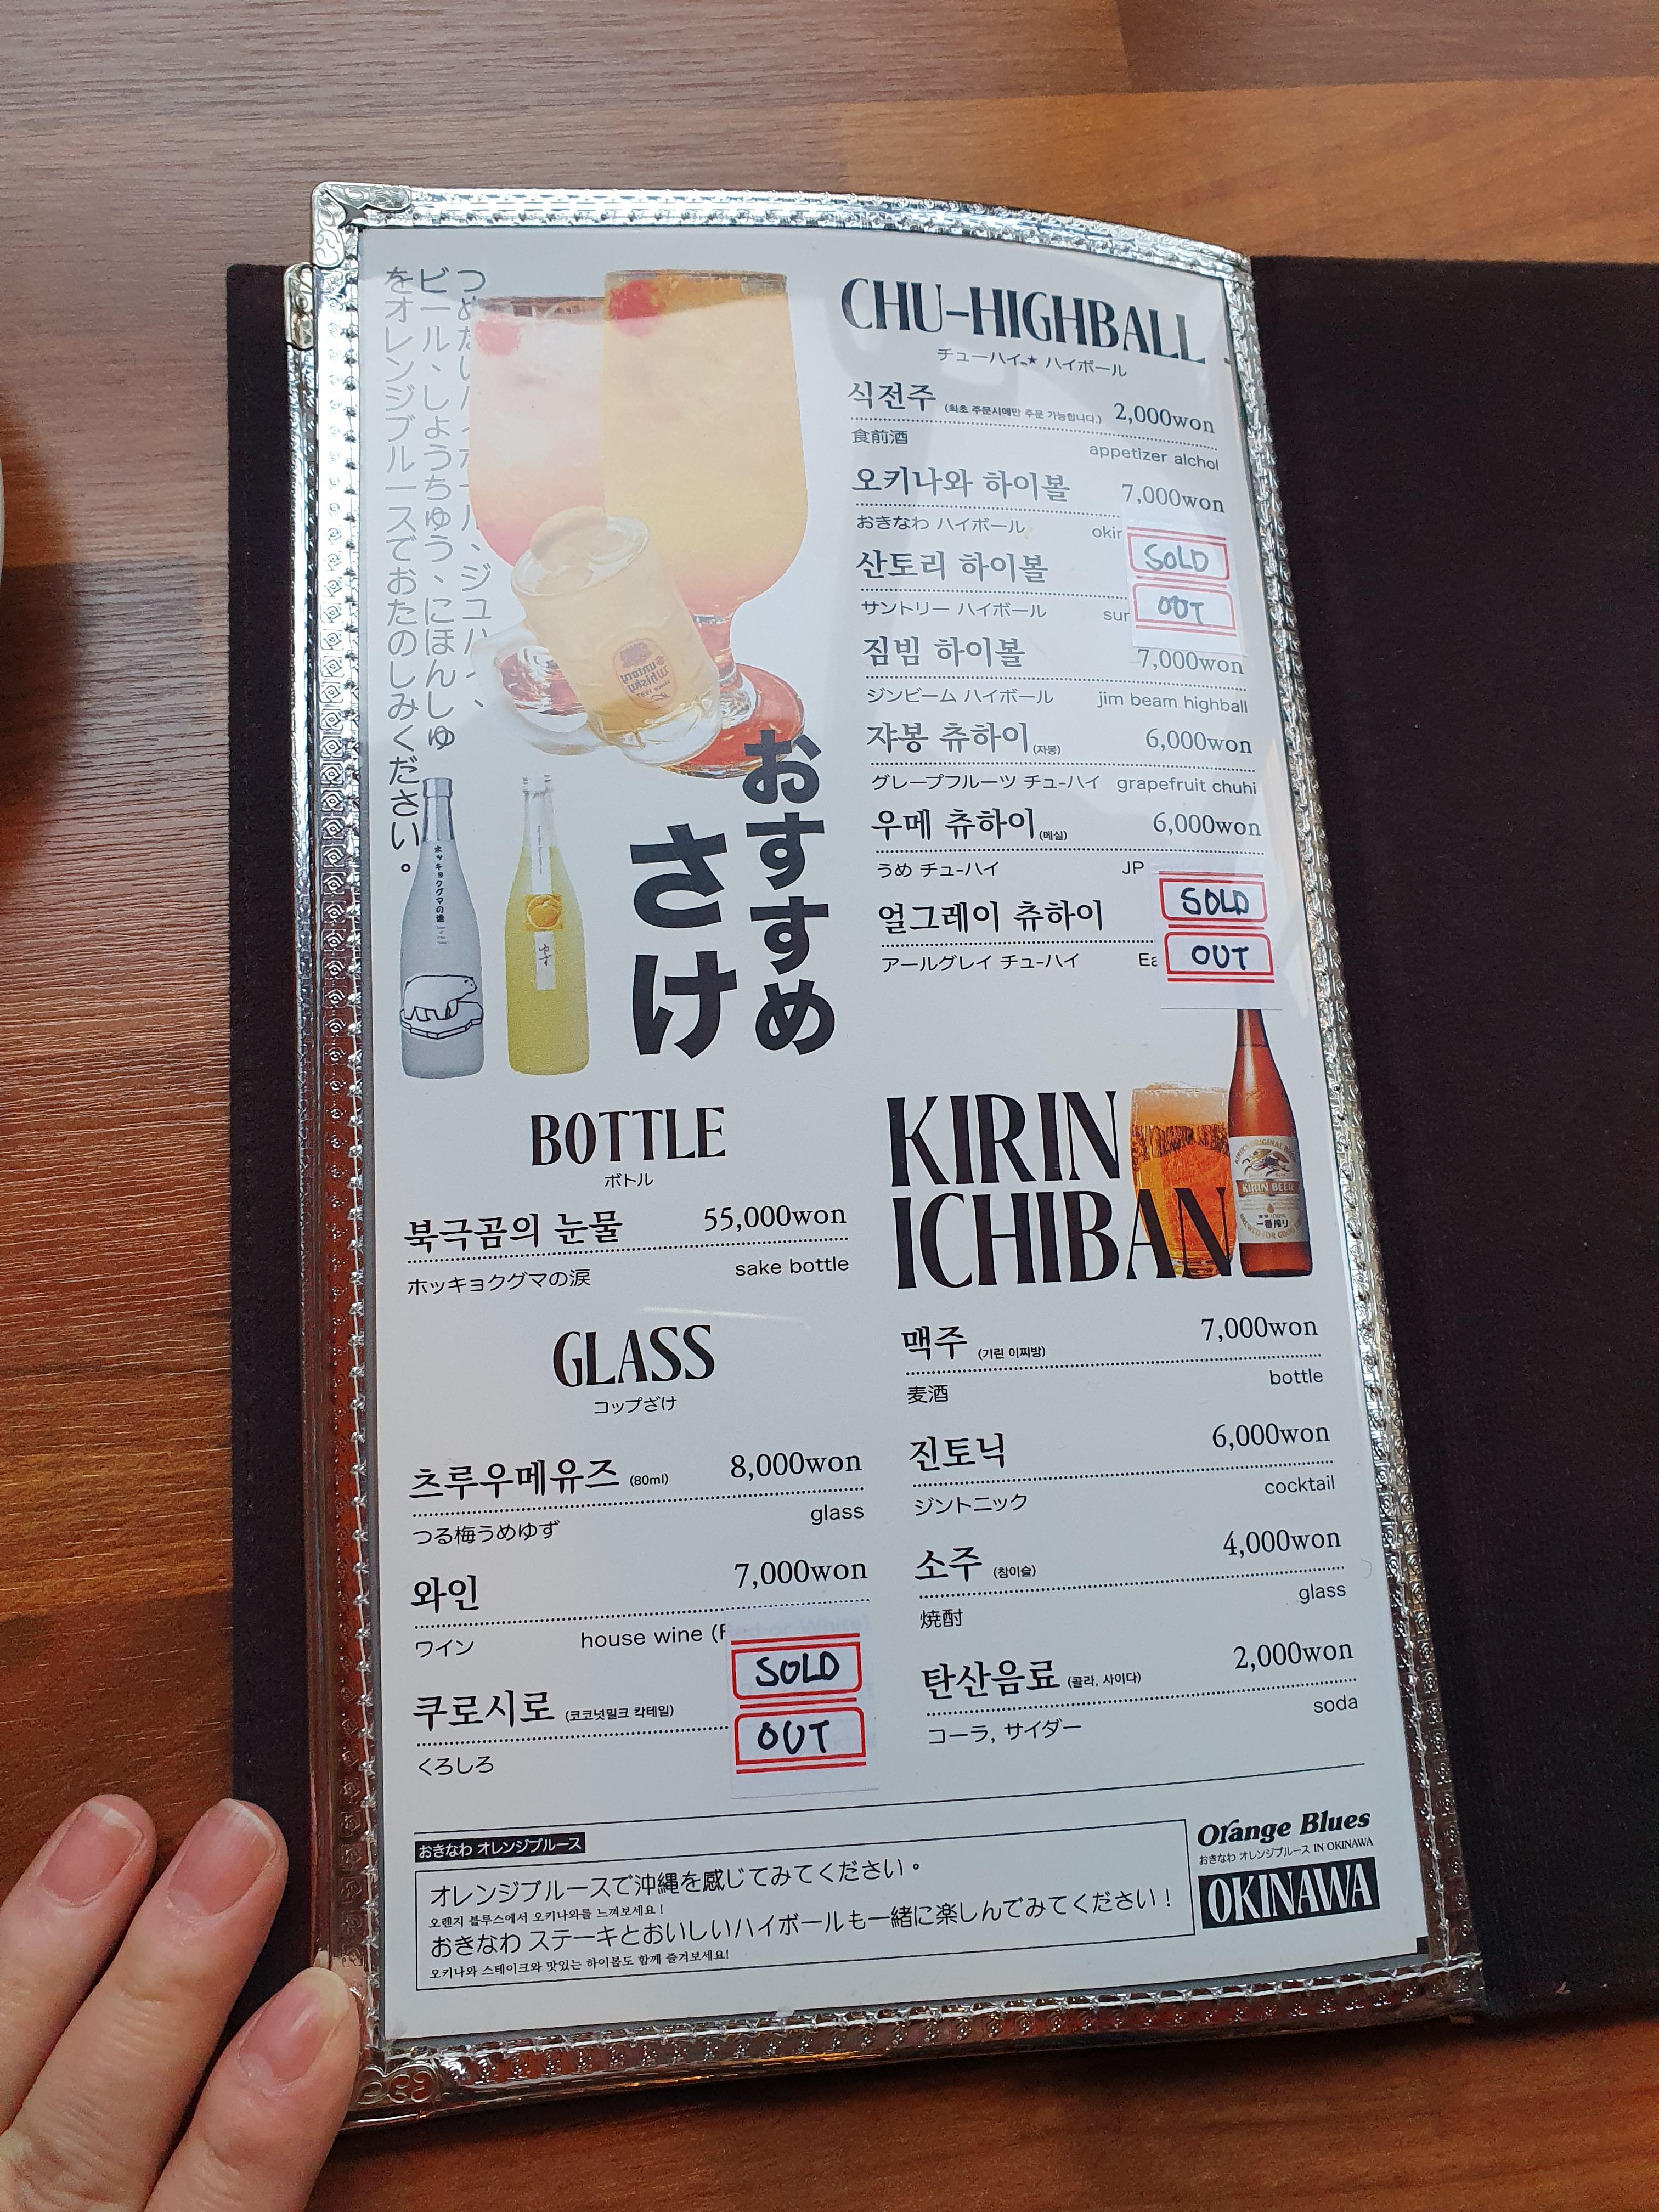 ビール、しようちゆう、にほんしゆ
をオレンジブルースでおたのしみください。
おすすめ
さけ
CHU-HIGHBALL
チューハイ★ハイボール
식전주 (최초 주문시에만 주문 가능합니다.) 2,000won
食前酒 appetizer alchol
오키나와 하이볼 7,000won
おきなわ ハイボール
산토리 하이볼
サントリー ハイボール
SOLD
OUT
짐빔 하이볼 7,000won
ジンビーム ハイボール jim beam highball
쟈봉 츄하이 (자몽) 6,000won
グレープフルーツ チュ-ハイ grapefruit chuhi
우메 츄하이 (메실) 6,000won
うめ チュ-ハイ JP
얼그레이 츄하이
アールグレイ チュ-ハイ
SOLD
OUT
Suntory
Whisky
SINCE 1937
ゆず
BOTTLE
ボトル
북극곰의 눈물 55,000won
ホッキョクグマの涙 sake bottle
GLASS
コップざけ
츠루우메유즈 (80ml) 8,000won
つる梅うめゆず glass
와인 7,000won
ワイン house wine
쿠로시로 (코코넛밀크 칵테일)
くろしろ
SOLD
OUT
KIRIN
ICHIBAN
KIRIN BEER
一番搾り
맥주 (기린 이찌방) 7,000won
麦酒 bottle
진토닉 6,000won
ジントニック cocktail
소주 (참이슬) 4,000won
焼酎 glass
탄산음료 (콜라, 사이다) 2,000won
コーラ, サイダー soda
おきなわ オレンジブルース
オレンジブルースで沖縄を感じてみてください。
오렌지 블루스에서 오키나와를 느껴보세요!
おきなわ ステーキとおいしいハイボールも一緒に楽しんでみてください!
오키나와 스테이크와 맛있는 하이볼도 함께 즐겨보세요!
Orange Blues
おきなわ オレンジブルース IN OKINAWA
OKINAWA